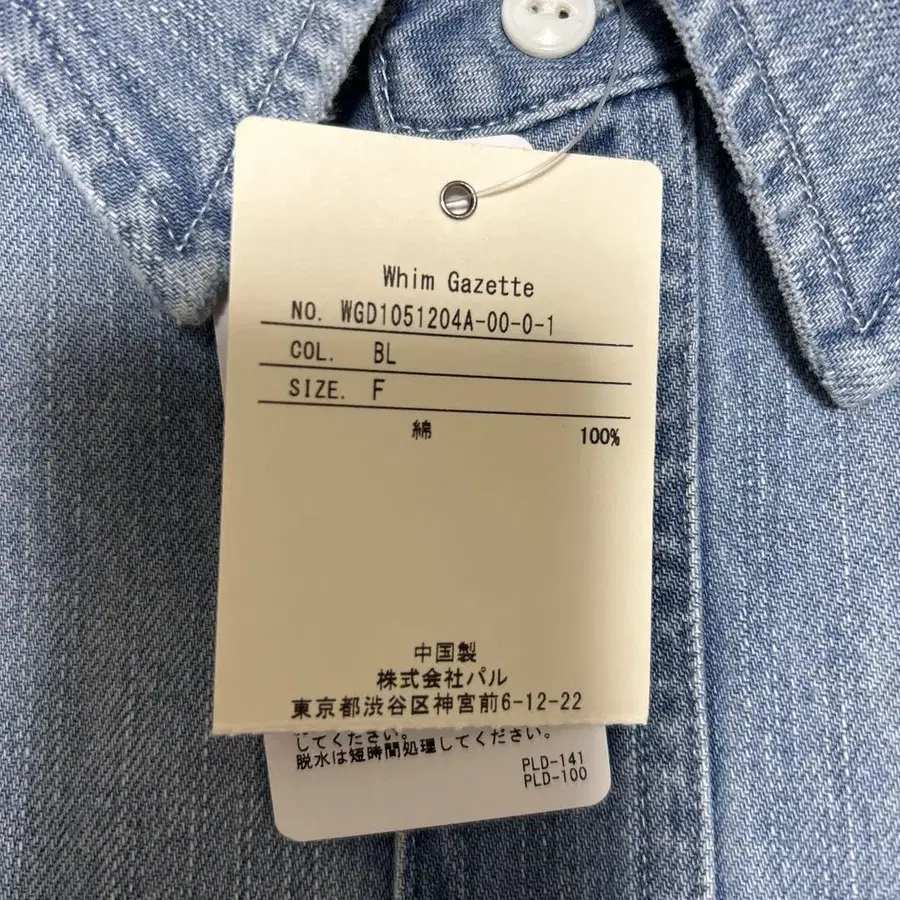 Whim Gazette
NO. WGD1051204A-00-0-1
COL. BL
SIZE. F
綿 100%
中国製
株式会社パル
東京都渋谷区神宮前6-12-22
してください。
脱水は短時間処理してください。
PLD-141
PLD-100